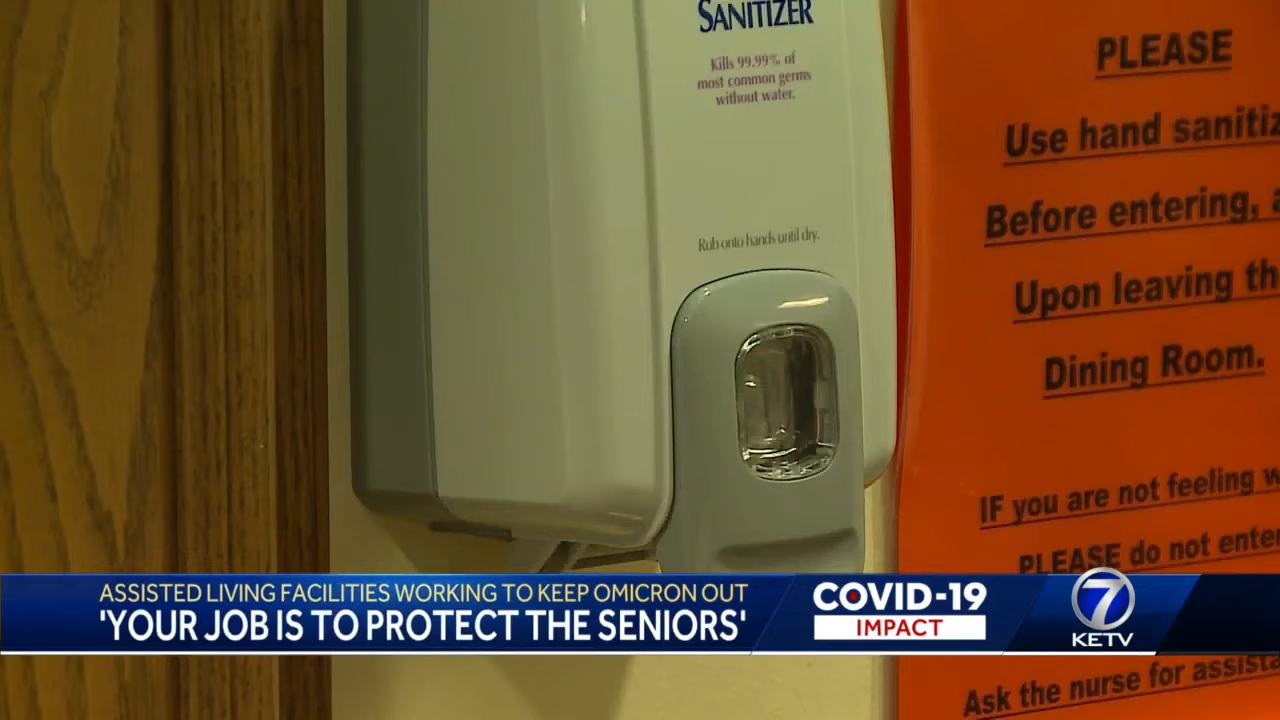 SANITIZER
Kills 99.99% of
most common germs
without water.
Rub onto hands until dry.
PLEASE
Use hand sanitiz
Before entering, a
Upon leaving th
Dining Room.
IF you are not feeling w
PLEASE do not enter
Ask the nurse for assista
ASSISTED LIVING FACILITIES WORKING TO KEEP OMICRON OUT
'YOUR JOB IS TO PROTECT THE SENIORS'
COVID-19
IMPACT
7
KETV